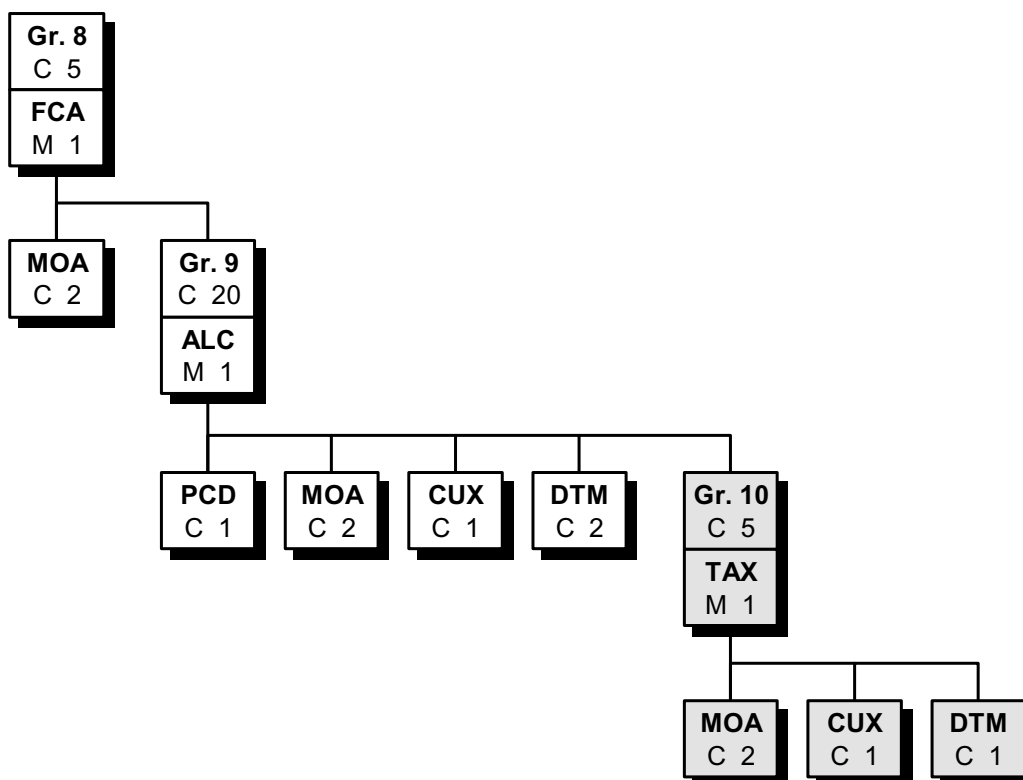 Gr. 8
C 5
FCA
M 1
MOA
C 2
Gr. 9
C 20
ALC
M 1
PCD
C 1
MOA
C 2
CUX
C 1
DTM
C 2
Gr. 10
C 5
TAX
M 1
MOA
C 2
CUX
C 1
DTM
C 1